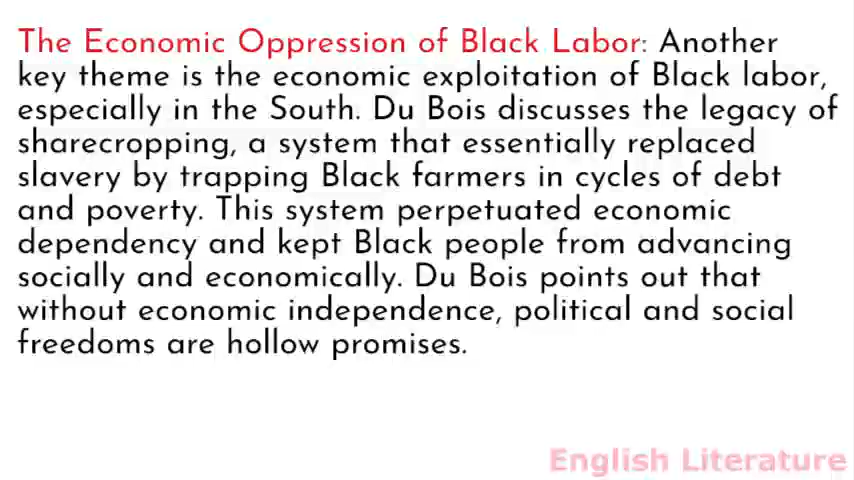 The Economic Oppression of Black Labor: Another
key theme is the economic exploitation of Black labor,
especially in the South. Du Bois discusses the legacy of
sharecropping, a system that essentially replaced
slavery by trapping Black farmers in cycles of debt
and poverty. This system perpetuated economic
dependency and kept Black people from advancing
socially and economically. Du Bois points out that
without economic independence, political and social
freedoms are hollow promises.
English Literature